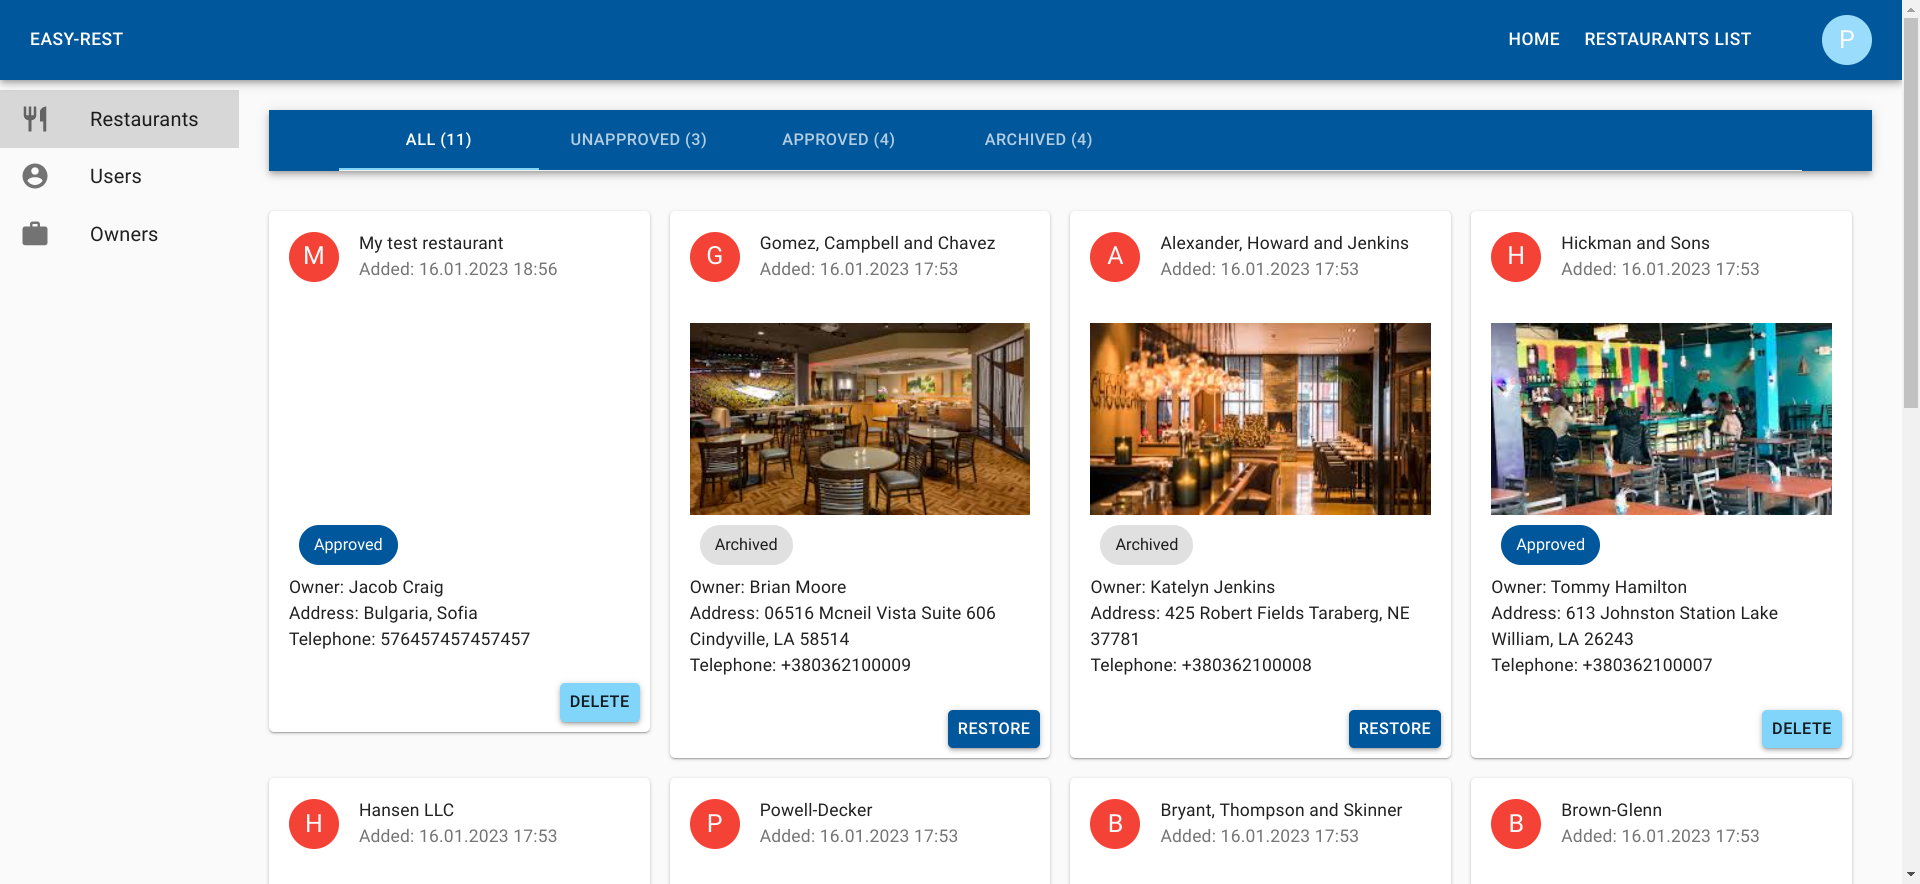 EASY-REST
HOME
RESTAURANTS LIST
P
Restaurants
Users
Owners
ALL (11)
UNAPPROVED (3)
APPROVED (4)
ARCHIVED (4)
M
My test restaurant
Added: 16.01.2023 18:56
Approved
Owner: Jacob Craig
Address: Bulgaria, Sofia
Telephone: 576457457457457
DELETE
G
Gomez, Campbell and Chavez
Added: 16.01.2023 17:53
Archived
Owner: Brian Moore
Address: 06516 Mcneil Vista Suite 606
Cindyville, LA 58514
Telephone: +380362100009
RESTORE
A
Alexander, Howard and Jenkins
Added: 16.01.2023 17:53
Archived
Owner: Katelyn Jenkins
Address: 425 Robert Fields Taraberg, NE
37781
Telephone: +380362100008
RESTORE
H
Hickman and Sons
Added: 16.01.2023 17:53
Approved
Owner: Tommy Hamilton
Address: 613 Johnston Station Lake
William, LA 26243
Telephone: +380362100007
DELETE
H
Hansen LLC
Added: 16.01.2023 17:53
P
Powell-Decker
Added: 16.01.2023 17:53
B
Bryant, Thompson and Skinner
Added: 16.01.2023 17:53
B
Brown-Glenn
Added: 16.01.2023 17:53